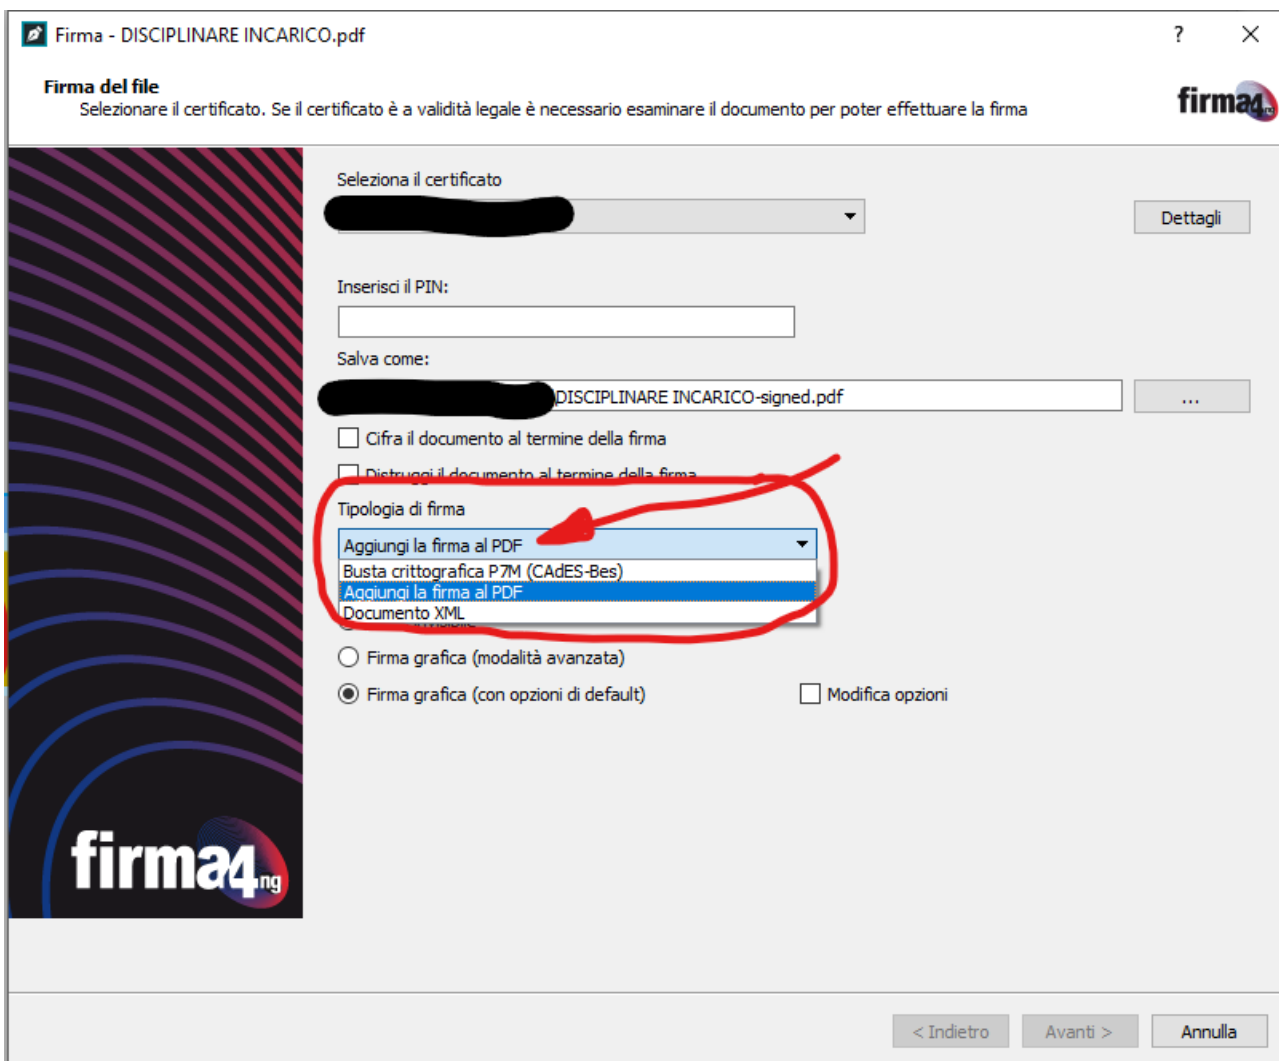 Firma - DISCIPLINARE INCARICO.pdf
?
Firma del file
Selezionare il certificato. Se il certificato è a validità legale è necessario esaminare il documento per poter effettuare la firma
firma4ng
Seleziona il certificato
Dettagli
Inserisci il PIN:
Salva come:
DISCIPLINARE INCARICO-signed.pdf
...
Cifra il documento al termine della firma
Distruggi il documento al termine della firma
Tipologia di firma
Aggiungi la firma al PDF
Busta crittografica P7M (CAdES-Bes)
Aggiungi la firma al PDF
Documento XML
Firma grafica (modalità avanzata)
Firma grafica (con opzioni di default)
Modifica opzioni
firma4ng
< Indietro
Avanti >
Annulla